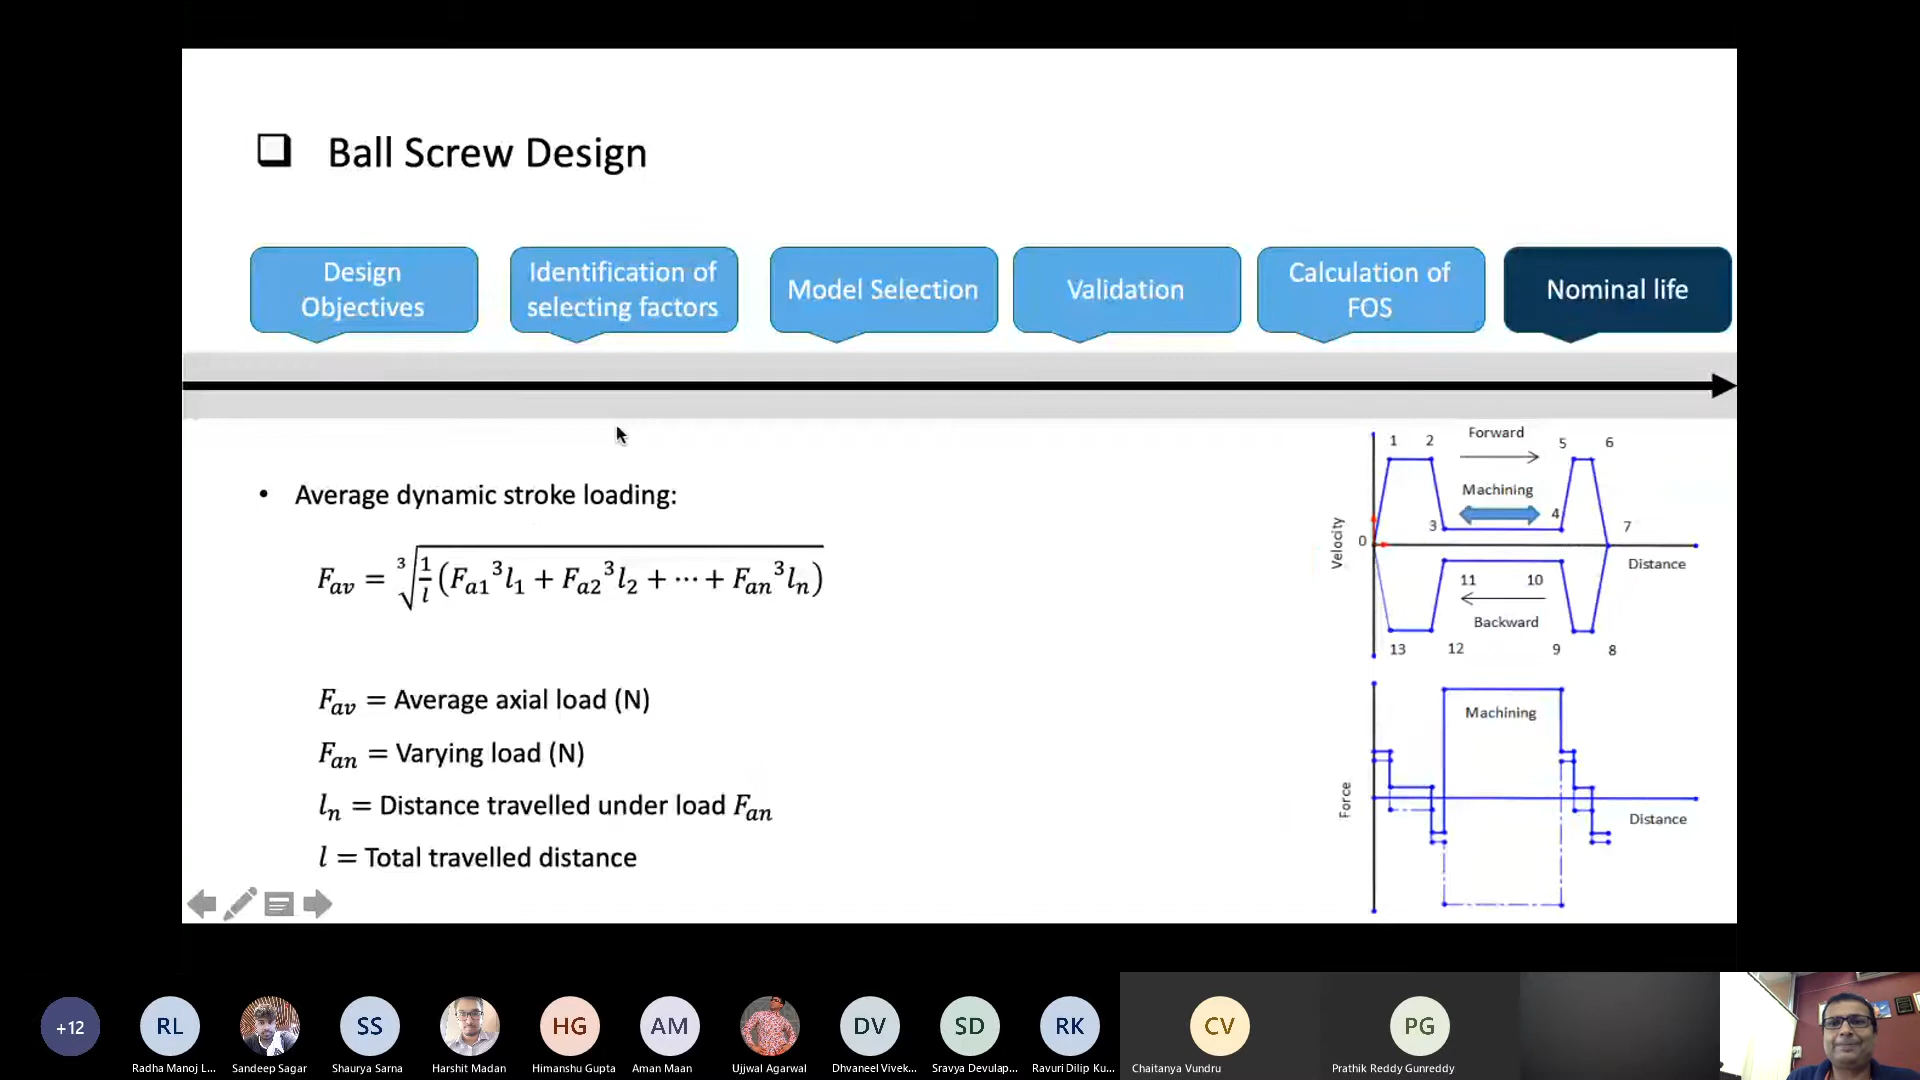 Ball Screw Design
Design
Objectives
Identification of
selecting factors
Model Selection
Validation
Calculation of
FOS
Nominal life
• Average dynamic stroke loading:
F_av = ∛(1/l (F_a1³l₁ + F_a2³l₂ + ⋯ + F_an³lₙ))
F_av = Average axial load (N)
F_an = Varying load (N)
lₙ = Distance travelled under load F_an
l = Total travelled distance
1 2 Forward 5 6
Machining
3 4 7
Velocity
0
Distance
11 10
Backward
13 12 9 8
Machining
Force
Distance
+12
RL
SS
HG
AM
DV
SD
RK
CV
PG
Radha Manoj L...
Sandeep Sagar
Shaurya Sarna
Harshit Madan
Himanshu Gupta
Aman Maan
Ujjwal Agarwal
Dhvaneel Vivek...
Sravya Devulap...
Ravuri Dilip Ku...
Chaitanya Vundru
Prathik Reddy Gunreddy